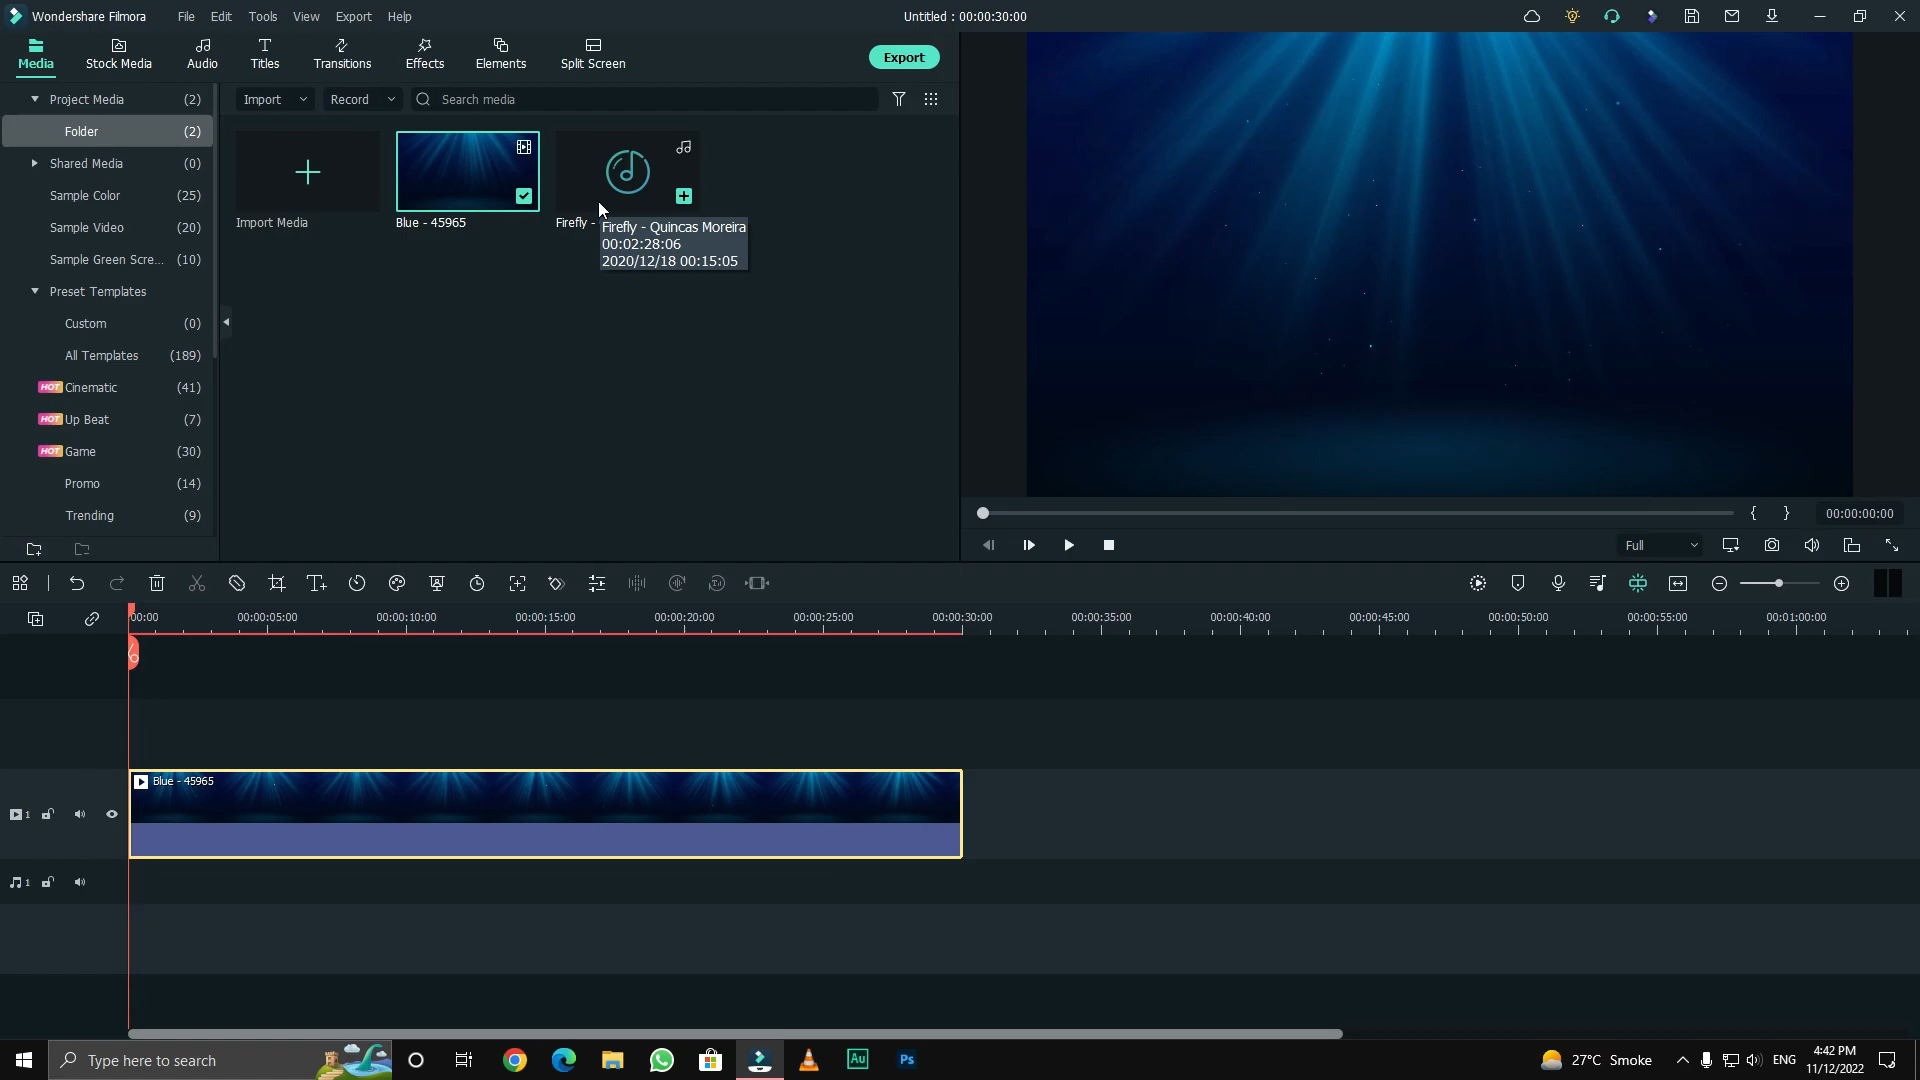 Wondershare Filmora File Edit Tools View Export Help Untitled : 00:00:30:00
Media Stock Media Audio Titles Transitions Effects Elements Split Screen Export
Project Media (2) Import Record Search media
Folder (2)
Shared Media (0)
Sample Color (25)
Sample Video (20)
Sample Green Scre... (10)
Import Media Blue - 45965 Firefly -
Firefly - Quincas Moreira
00:02:28:06
2020/12/18 00:15:05
Preset Templates
Custom (0)
All Templates (189)
HOT Cinematic (41)
HOT Up Beat (7)
HOT Game (30)
Promo (14)
Trending (9)
{ } 00:00:00:00
Full
00:00 00:00:05:00 00:00:10:00 00:00:15:00 00:00:20:00 00:00:25:00 00:00:30:00 00:00:35:00 00:00:40:00 00:00:45:00 00:00:50:00 00:00:55:00 00:01:00:00
Blue - 45965
1
1
Type here to search Au Ps 27°C Smoke ENG 4:42 PM
11/12/2022